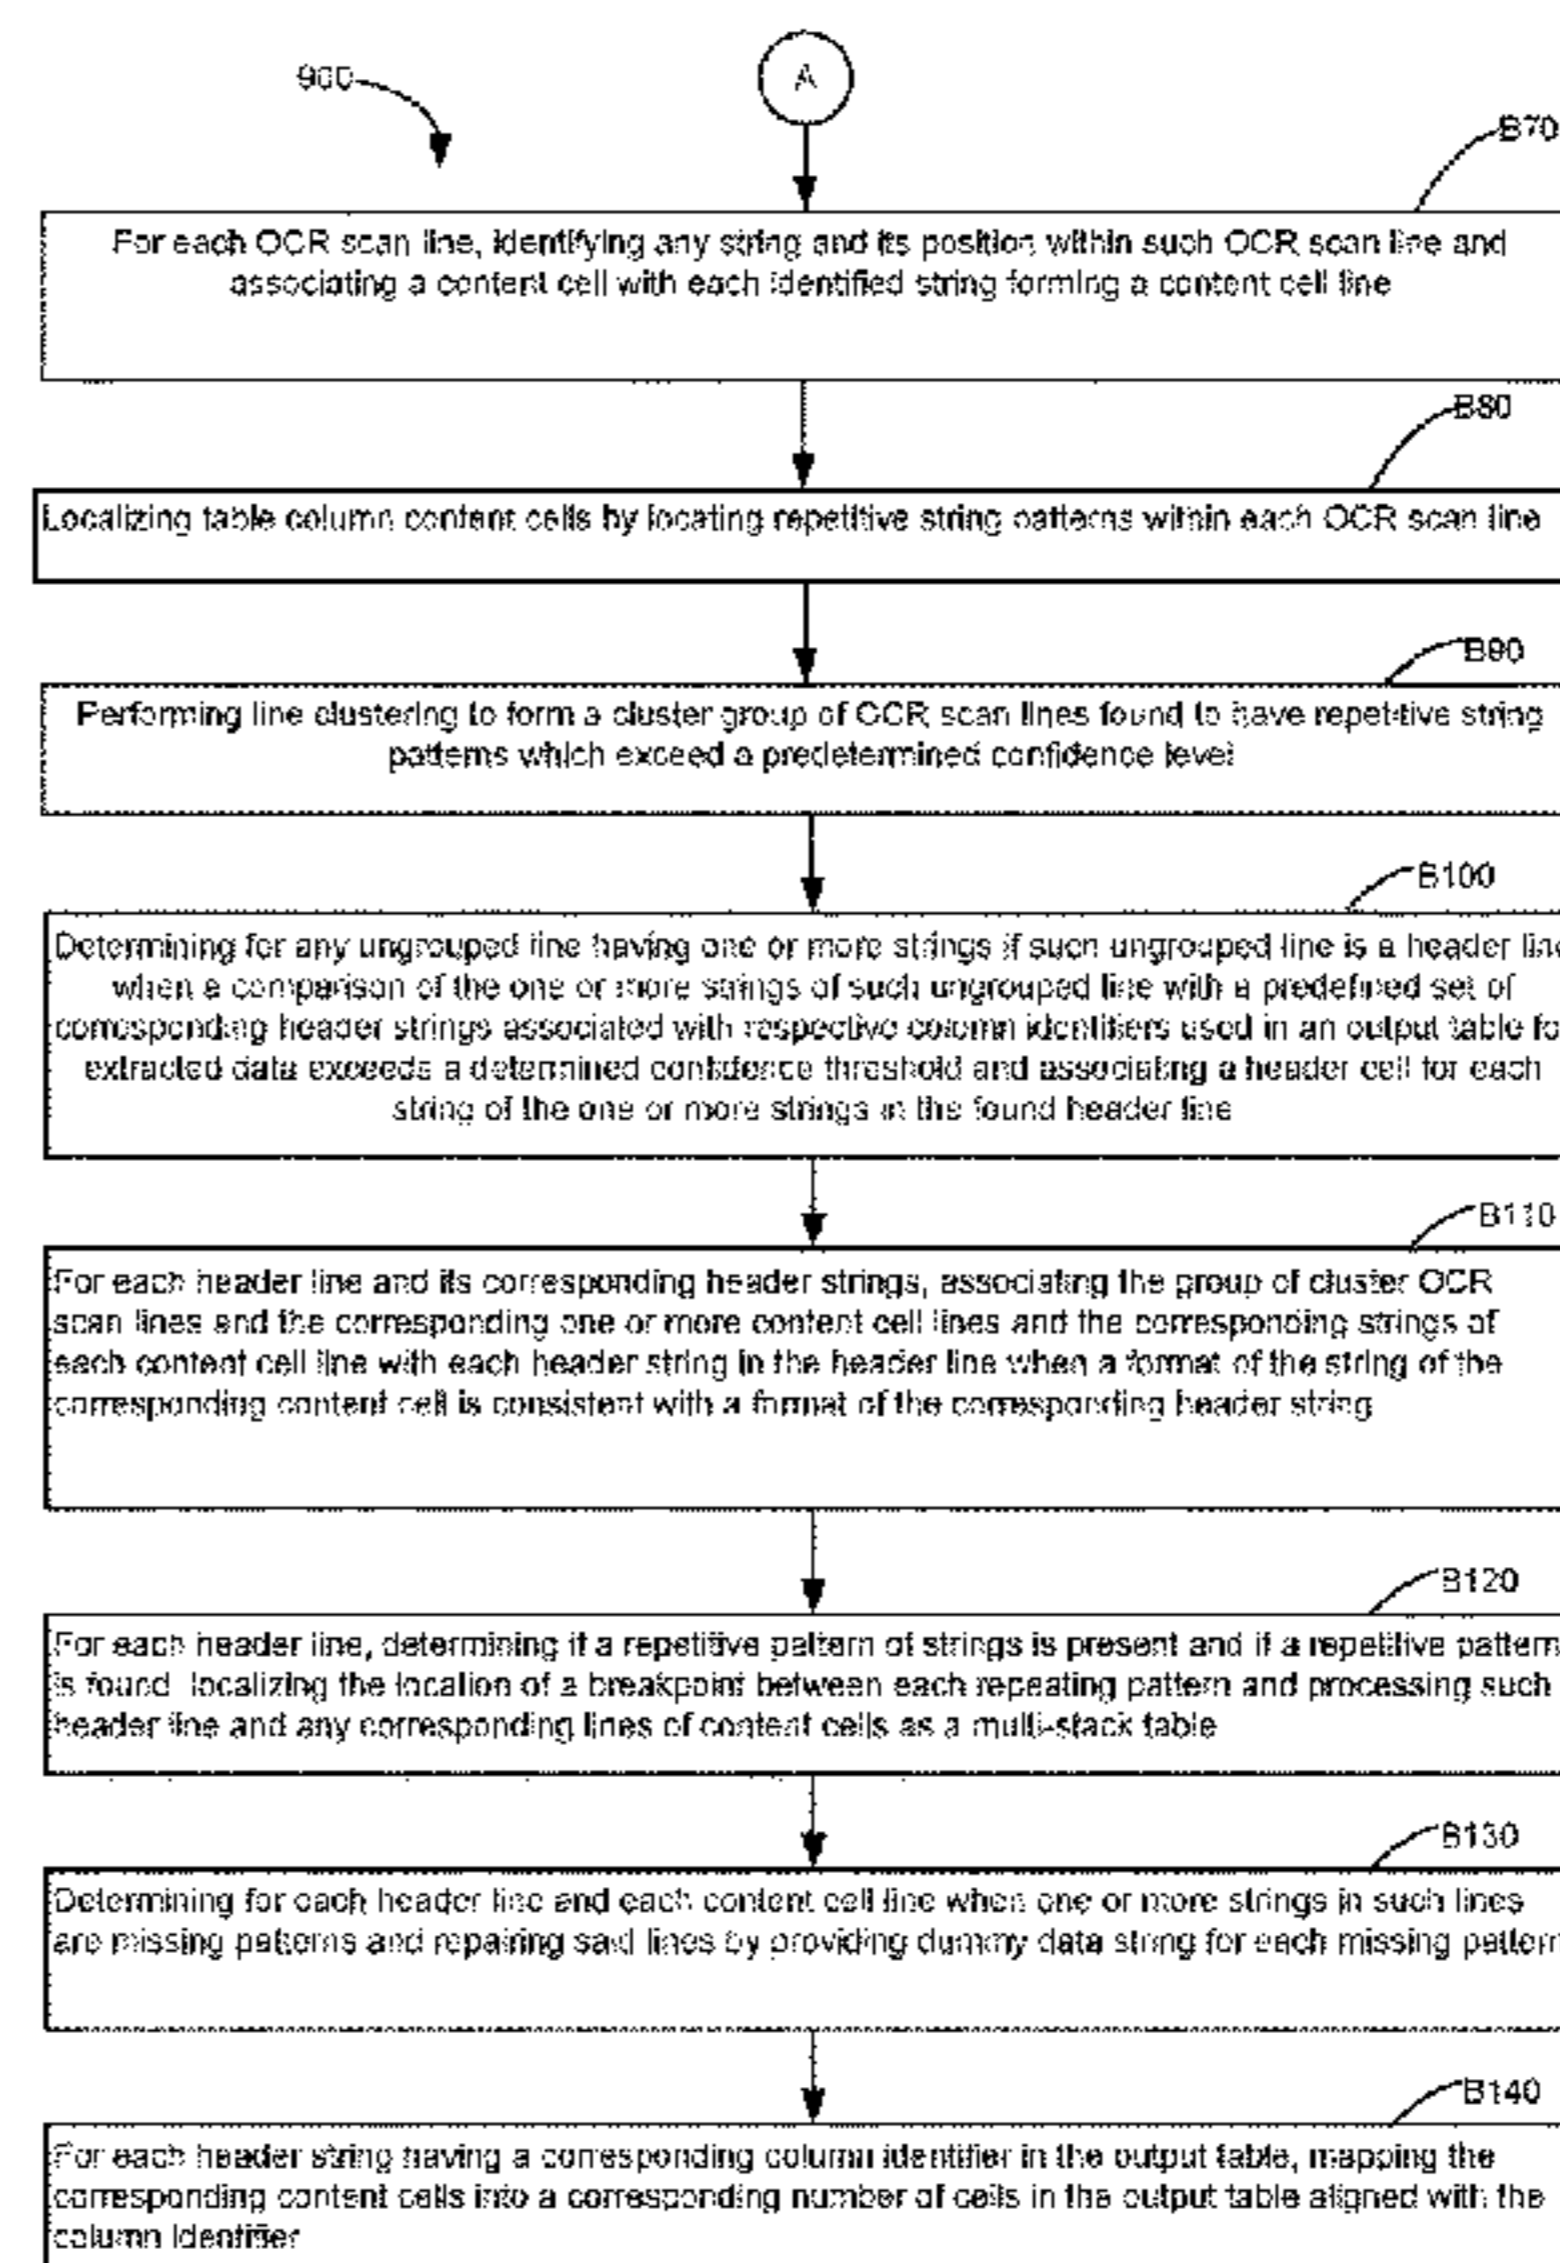 900
A
B70
For each OCR scan line, identifying any string and its position within such OCR scan line and
associating a content cell with each identified string forming a content cell line
B80
Localizing table column content cells by locating repetitive string patterns within each OCR scan line
B90
Performing line clustering to form a cluster group of OCR scan lines found to have repetitive string
patterns which exceed a predetermined confidence level
B100
Determining for any ungrouped line having one or more strings if such ungrouped line is a header line
when a comparison of the one or more strings of such ungrouped line with a predefined set of
corresponding header strings associated with respective column identifiers used in an output table fo
extracted data exceeds a determined confidence threshold and associating a header cell for each
string of the one or more strings in the found header line
B110
For each header line and its corresponding header strings, associating the group of cluster OCR
scan lines and the corresponding one or more content cell lines and the corresponding strings of
each content cell line with each header string in the header line when a format of the string of the
corresponding content cell is consistent with a format of the corresponding header string
B120
For each header line, determining if a repetitive pattern of strings is present and if a repetitive pattern
is found localizing the location of a breakpoint between each repeating pattern and processing such
header line and any corresponding lines of content cells as a multi-stack table
B130
Determining for each header line and each content cell line when one or more strings in such lines
are missing patterns and repairing said lines by providing dummy data string for each missing pattern
B140
For each header string having a corresponding column identifier in the output table, mapping the
corresponding content cells into a corresponding number of cells in the output table aligned with the
column identifier